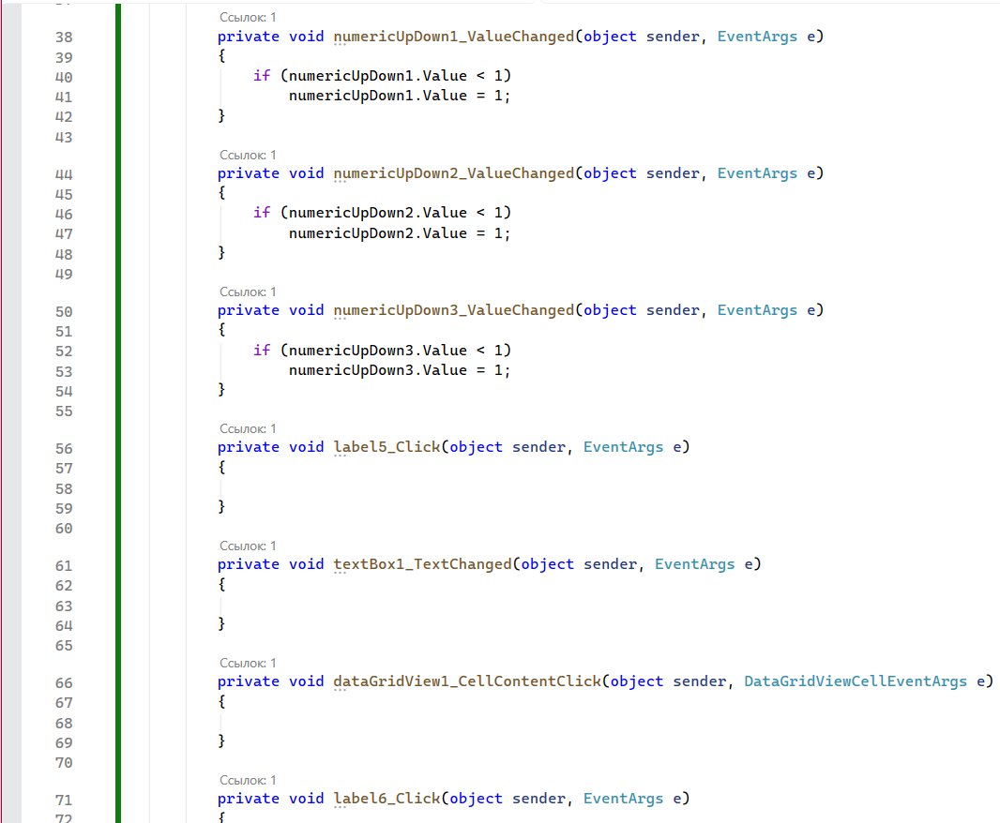 Ссылок: 1
38 private void numericUpDown1_ValueChanged(object sender, EventArgs e)
39 {
40 if (numericUpDown1.Value < 1)
41 numericUpDown1.Value = 1;
42 }
43
Ссылок: 1
44 private void numericUpDown2_ValueChanged(object sender, EventArgs e)
45 {
46 if (numericUpDown2.Value < 1)
47 numericUpDown2.Value = 1;
48 }
49
Ссылок: 1
50 private void numericUpDown3_ValueChanged(object sender, EventArgs e)
51 {
52 if (numericUpDown3.Value < 1)
53 numericUpDown3.Value = 1;
54 }
55
Ссылок: 1
56 private void label5_Click(object sender, EventArgs e)
57 {
58
59 }
60
Ссылок: 1
61 private void textBox1_TextChanged(object sender, EventArgs e)
62 {
63
64 }
65
Ссылок: 1
66 private void dataGridView1_CellContentClick(object sender, DataGridViewCellEventArgs e)
67 {
68
69 }
70
Ссылок: 1
71 private void label6_Click(object sender, EventArgs e)
72 {